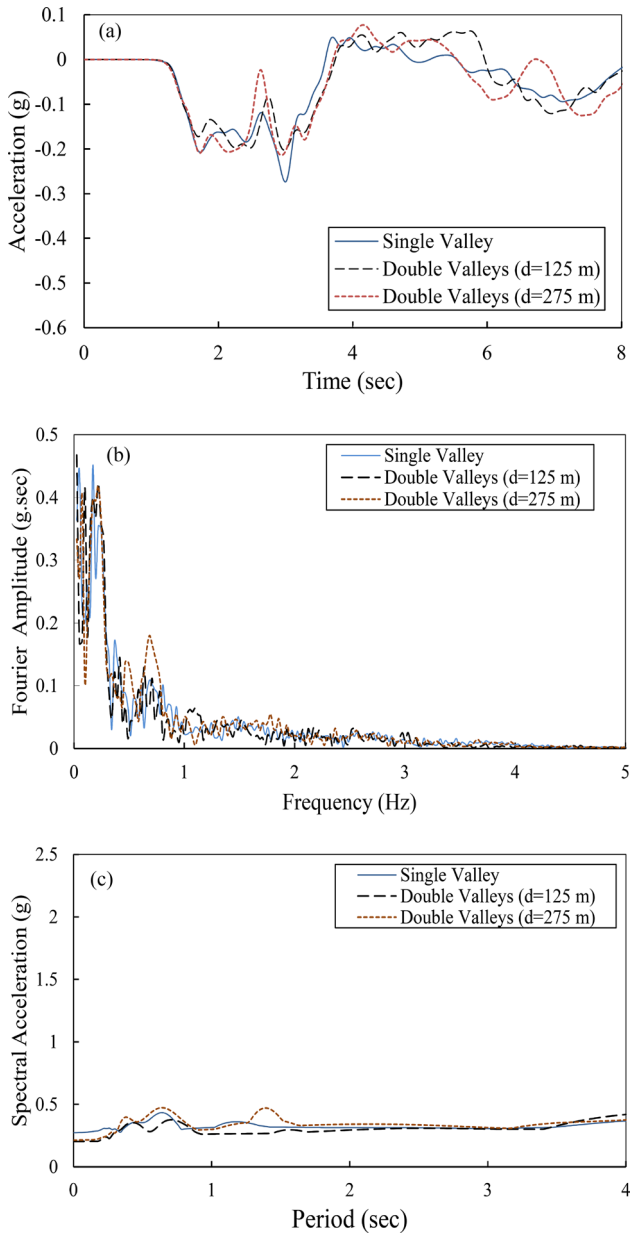 (a)
0.1
0
-0.1
-0.2
-0.3
-0.4
-0.5
-0.6
Acceleration (g)
Single Valley
Double Valleys (d=125 m)
Double Valleys (d=275 m)
0
2
4
6
8
Time (sec)
(b)
0.5
0.4
0.3
0.2
0.1
0
Fourier Amplitude (g.sec)
Single Valley
Double Valleys (d=125 m)
Double Valleys (d=275 m)
0
1
2
3
4
5
Frequency (Hz)
(c)
2.5
2
1.5
1
0.5
0
Spectral Acceleration (g)
Single Valley
Double Valleys (d=125 m)
Double Valleys (d=275 m)
0
1
2
3
4
Period (sec)